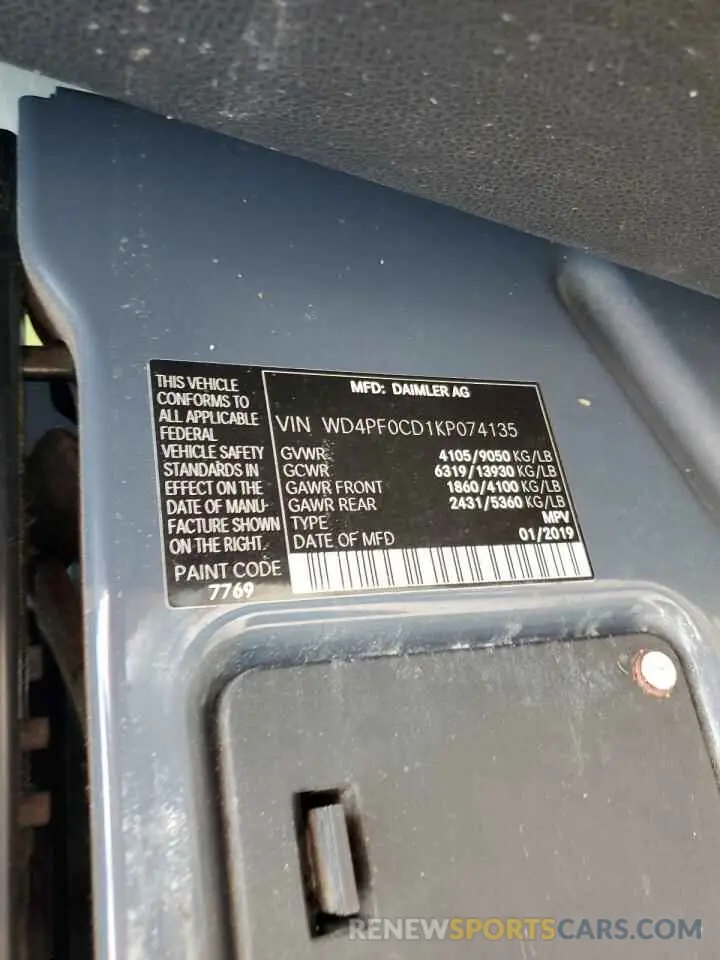 THIS VEHICLE
CONFORMS TO
ALL APPLICABLE
FEDERAL
VEHICLE SAFETY
STANDARDS IN
EFFECT ON THE
DATE OF MANU-
FACTURE SHOWN
ON THE RIGHT.
PAINT CODE
7769
MFD: DAIMLER AG
VIN WD4PF0CD1KP074135
GVWR 4105/9050 KG/LB
GCWR 6319/13930 KG/LB
GAWR FRONT 1860/4100 KG/LB
GAWR REAR 2431/5360 KG/LB
TYPE MPV
DATE OF MFD 01/2019
RENEWSPORTSCARS.COM